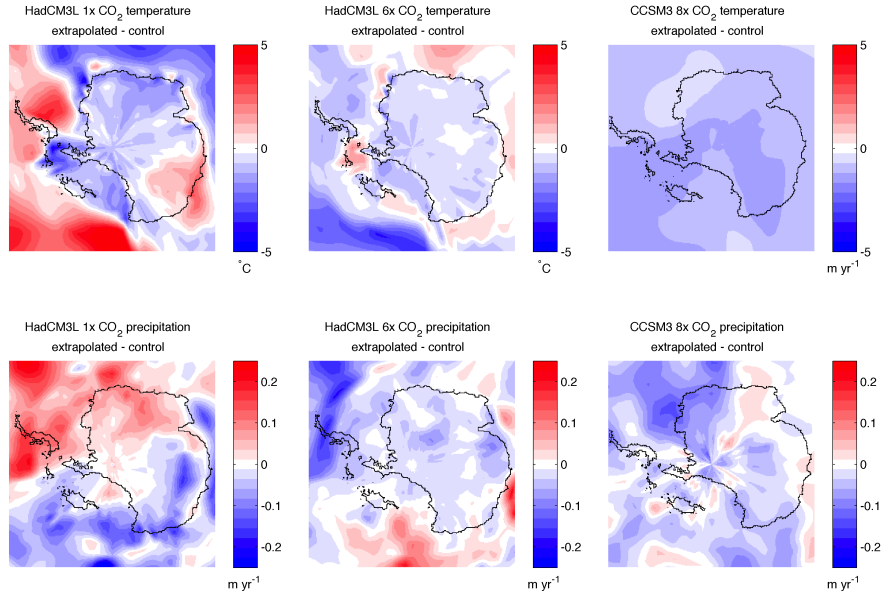 HadCM3L 1x CO2 temperature
extrapolated - control
HadCM3L 6x CO2 temperature
extrapolated - control
CCSM3 8x CO2 temperature
extrapolated - control
5
0
-5
°C
5
0
-5
°C
5
0
-5
m yr-1
HadCM3L 1x CO2 precipitation
extrapolated - control
HadCM3L 6x CO2 precipitation
extrapolated - control
CCSM3 8x CO2 precipitation
extrapolated - control
0.2
0.1
0
-0.1
-0.2
m yr-1
0.2
0.1
0
-0.1
-0.2
m yr-1
0.2
0.1
0
-0.1
-0.2
m yr-1